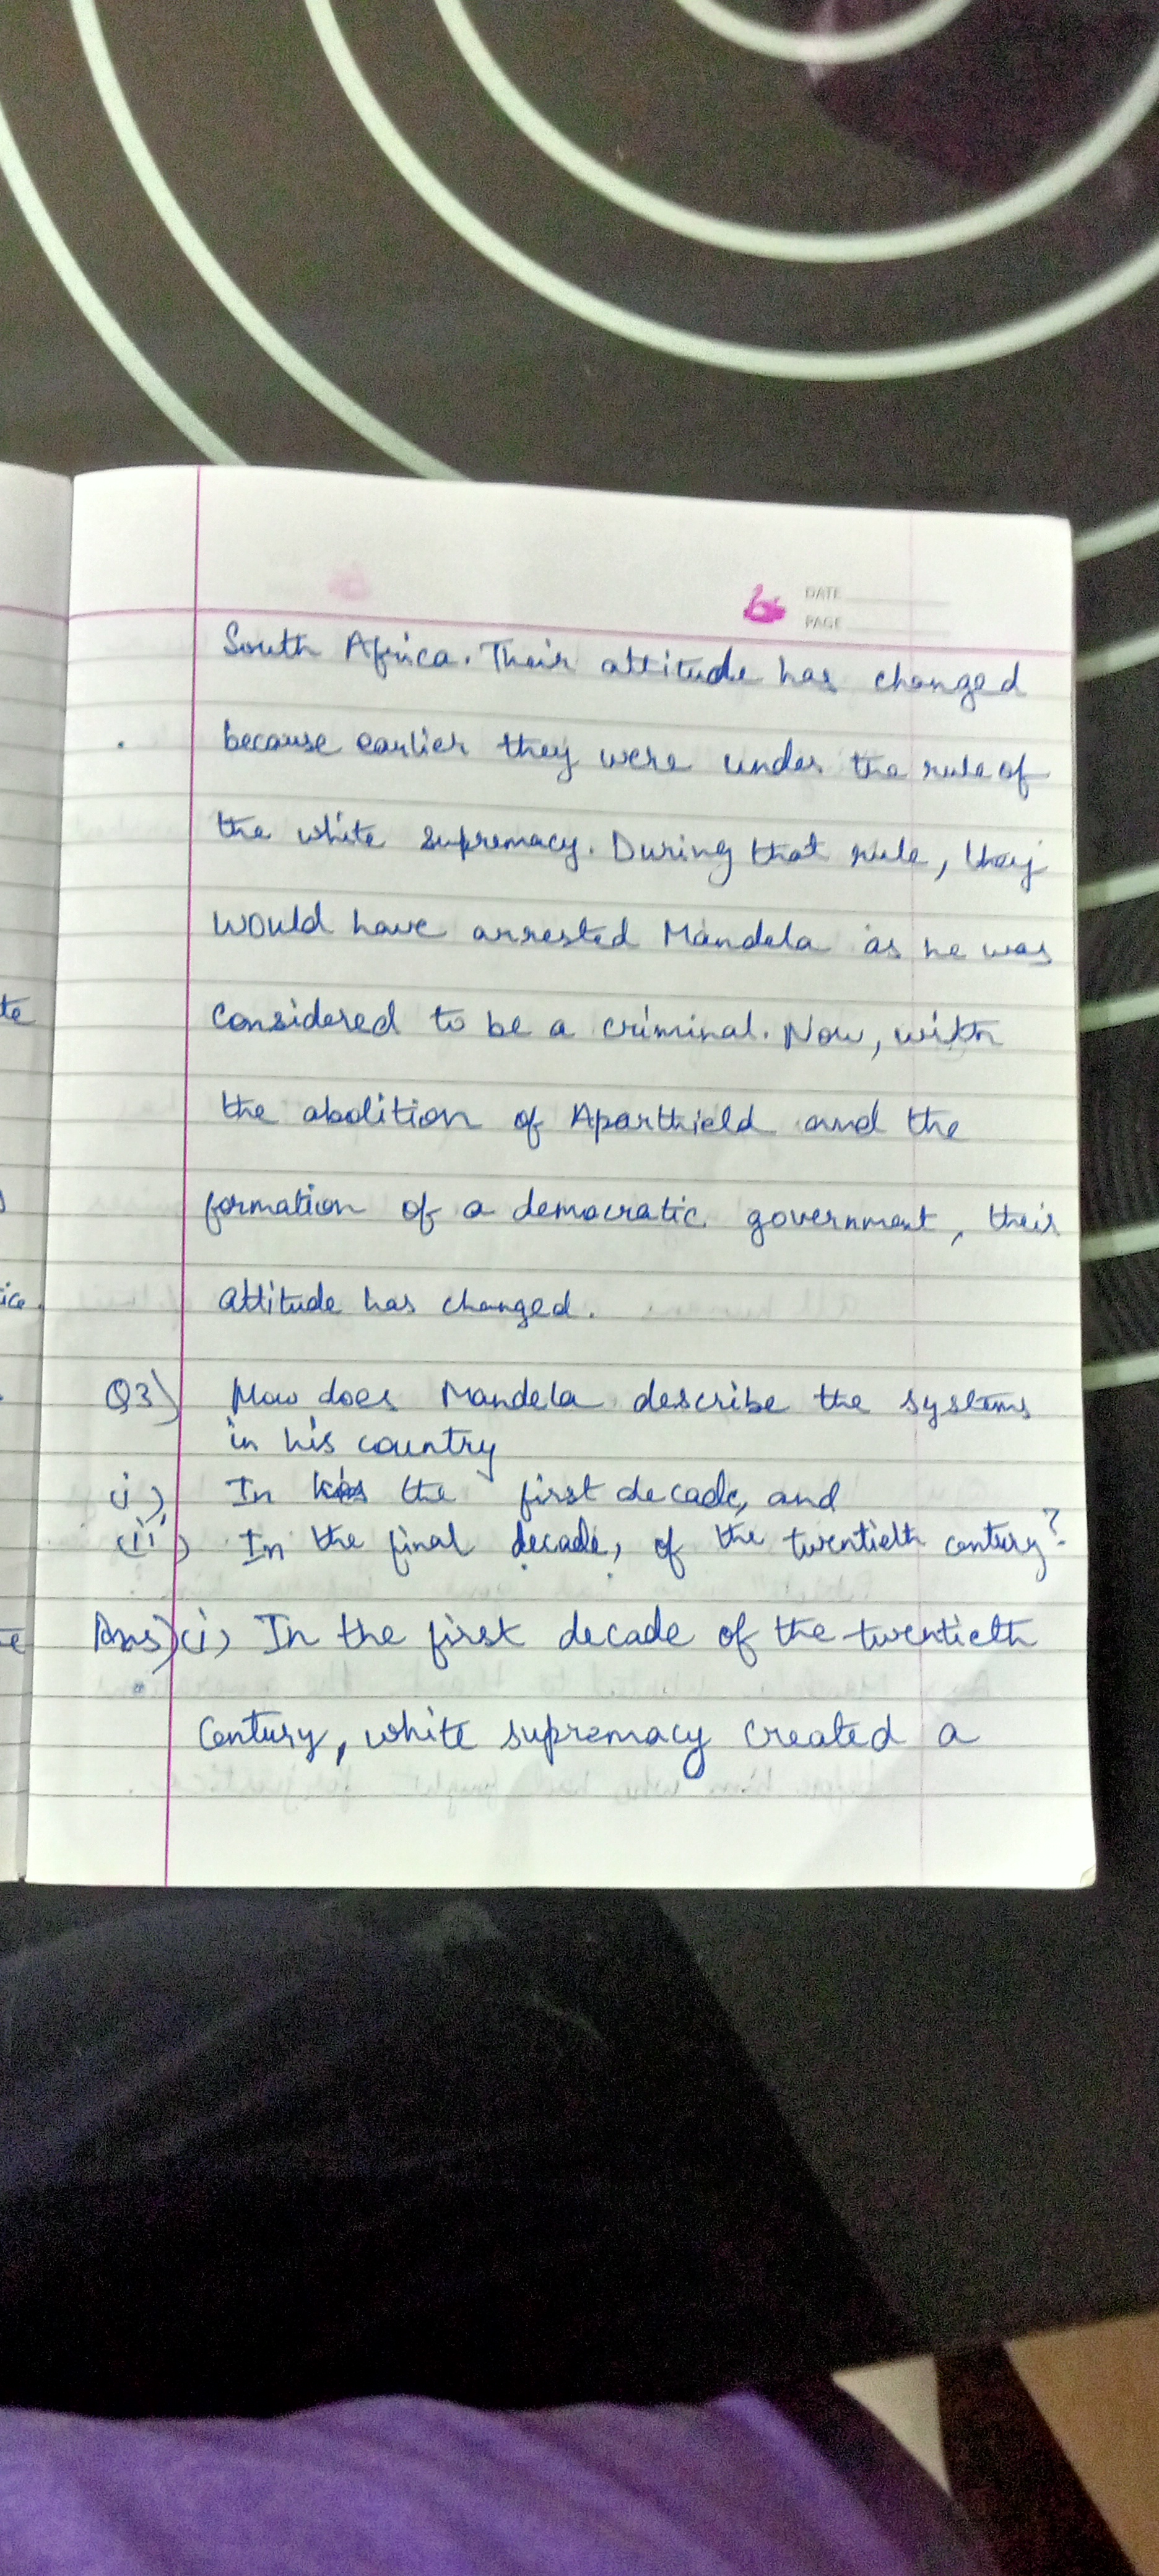 DATE
PAGE
South Africa. Their attitude has changed
because earlier they were under the rule of
the white supremacy. During that rule, they
would have arrested Mandela as he was
considered to be a criminal. Now, with
the abolition of Aparthield and the
formation of a democratic government, their
attitude has changed.
Q3) How does Mandela describe the systems
in his country
(i) In the first decade, and
(ii) In the final decade, of the twentieth century?
Ans) (i) In the first decade of the twentieth
Century, white supremacy created a
te
ice.